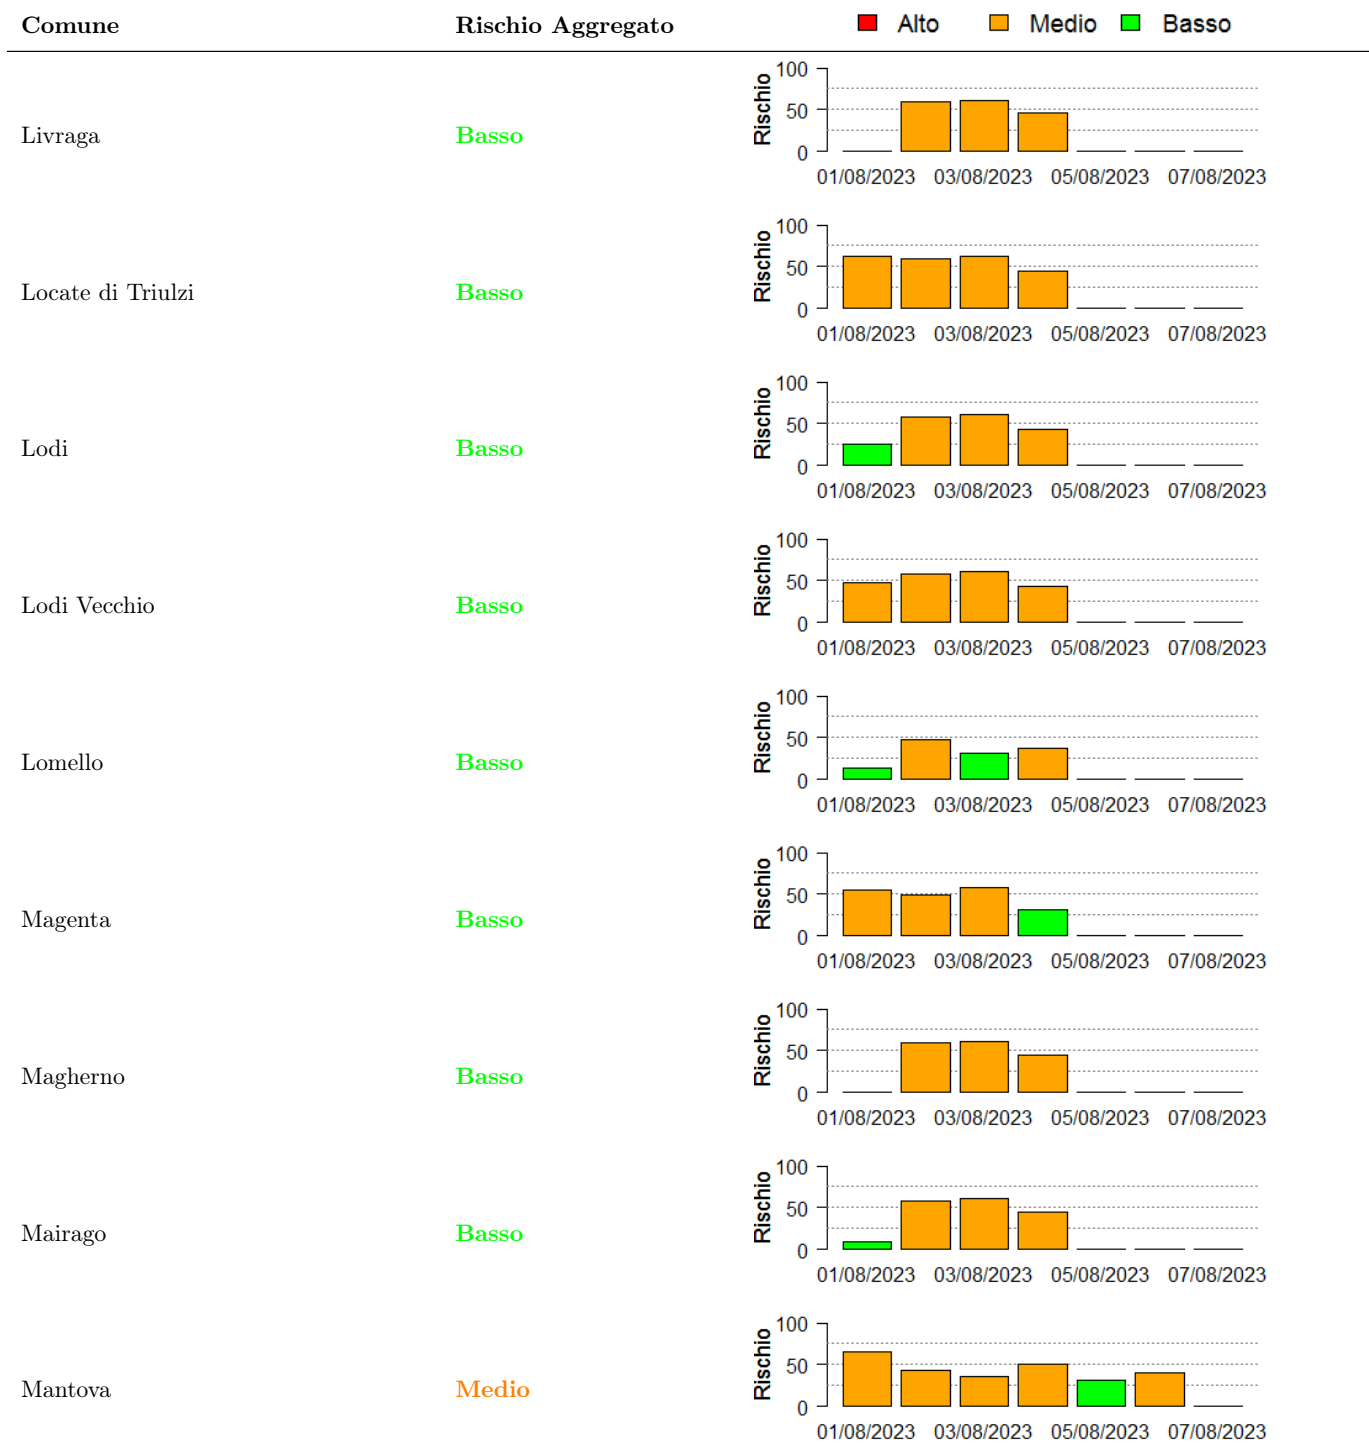 Comune Rischio Aggregato Alto Medio Basso
Livraga Basso Rischio 100 50 0
01/08/2023 03/08/2023 05/08/2023 07/08/2023
Locate di Triulzi Basso Rischio 100 50 0
01/08/2023 03/08/2023 05/08/2023 07/08/2023
Lodi Basso Rischio 100 50 0
01/08/2023 03/08/2023 05/08/2023 07/08/2023
Lodi Vecchio Basso Rischio 100 50 0
01/08/2023 03/08/2023 05/08/2023 07/08/2023
Lomello Basso Rischio 100 50 0
01/08/2023 03/08/2023 05/08/2023 07/08/2023
Magenta Basso Rischio 100 50 0
01/08/2023 03/08/2023 05/08/2023 07/08/2023
Magherno Basso Rischio 100 50 0
01/08/2023 03/08/2023 05/08/2023 07/08/2023
Mairago Basso Rischio 100 50 0
01/08/2023 03/08/2023 05/08/2023 07/08/2023
Mantova Medio Rischio 100 50 0
01/08/2023 03/08/2023 05/08/2023 07/08/2023